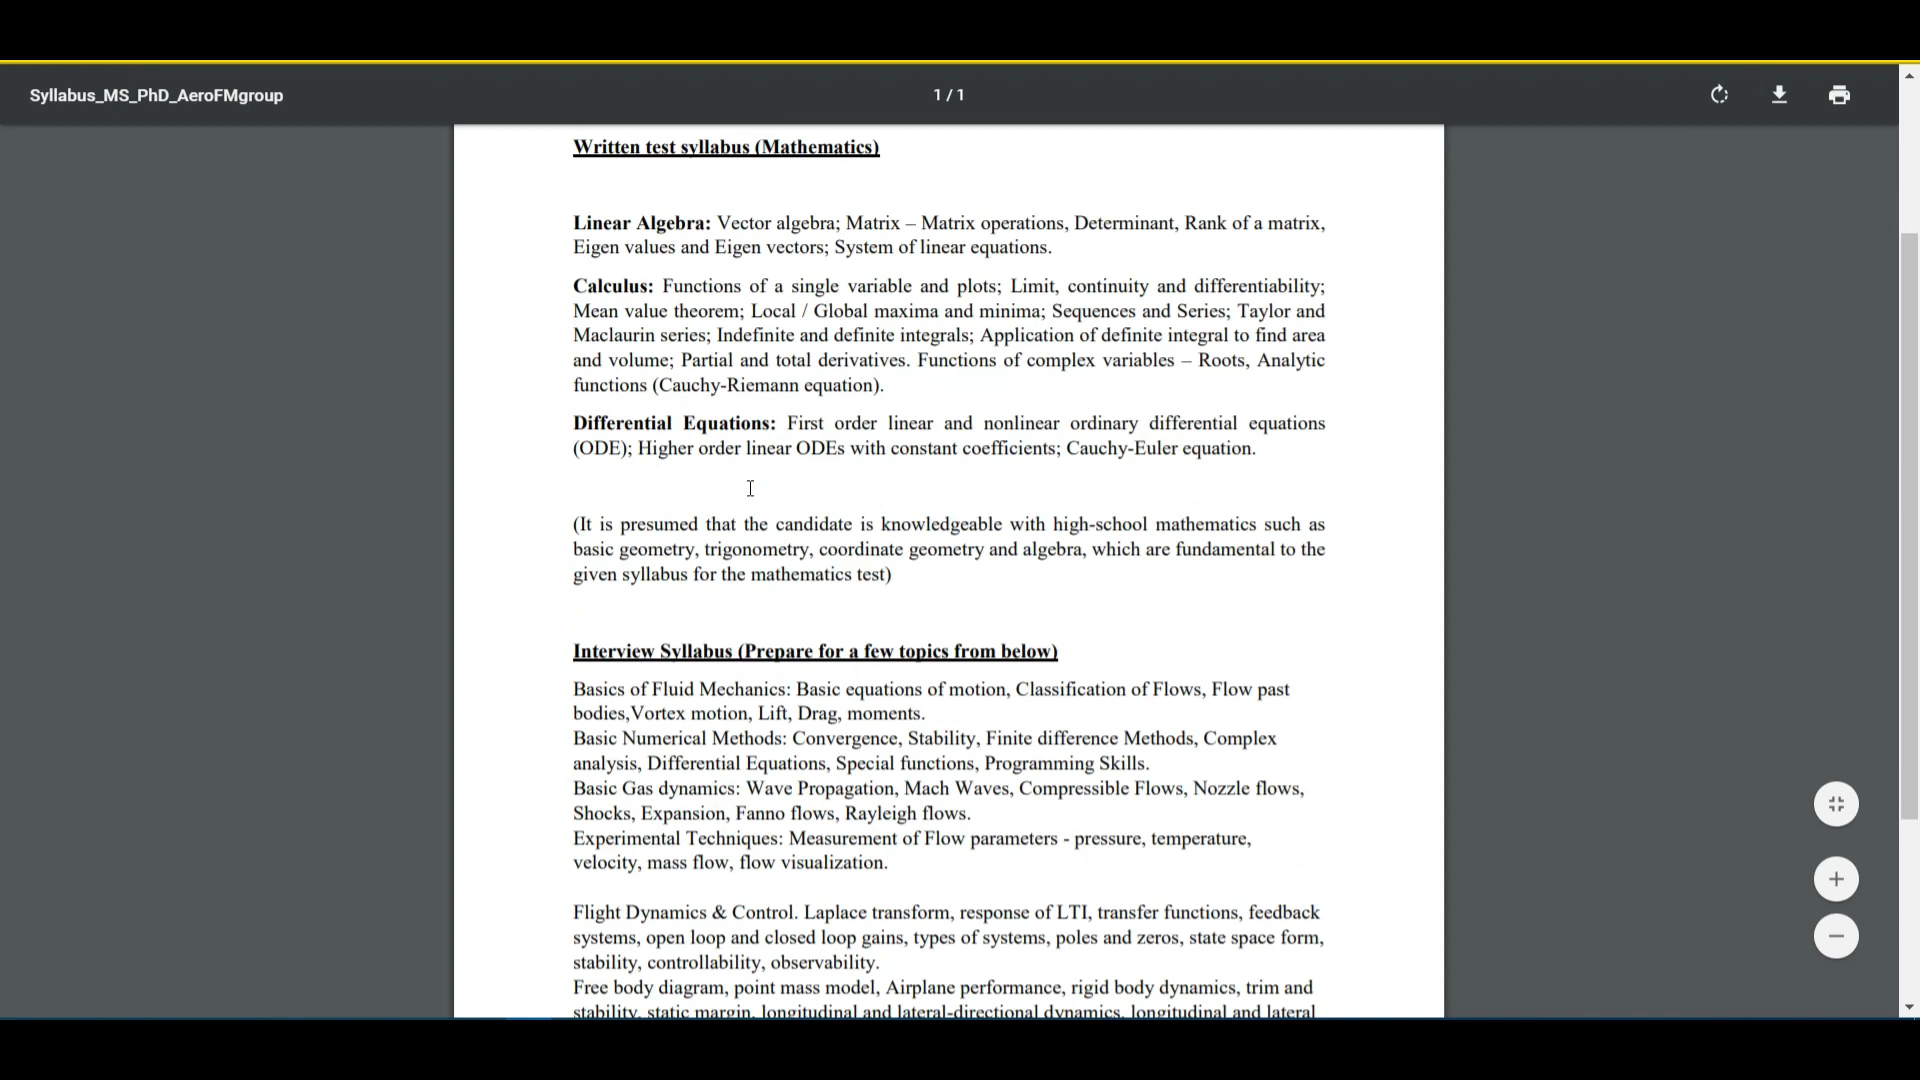 Syllabus_MS_PhD_AeroFMgroup
1 / 1
Written test syllabus (Mathematics)
Linear Algebra: Vector algebra; Matrix – Matrix operations, Determinant, Rank of a matrix,
Eigen values and Eigen vectors; System of linear equations.
Calculus: Functions of a single variable and plots; Limit, continuity and differentiability;
Mean value theorem; Local / Global maxima and minima; Sequences and Series; Taylor and
Maclaurin series; Indefinite and definite integrals; Application of definite integral to find area
and volume; Partial and total derivatives. Functions of complex variables – Roots, Analytic
functions (Cauchy-Riemann equation).
Differential Equations: First order linear and nonlinear ordinary differential equations
(ODE); Higher order linear ODEs with constant coefficients; Cauchy-Euler equation.
(It is presumed that the candidate is knowledgeable with high-school mathematics such as
basic geometry, trigonometry, coordinate geometry and algebra, which are fundamental to the
given syllabus for the mathematics test)
Interview Syllabus (Prepare for a few topics from below)
Basics of Fluid Mechanics: Basic equations of motion, Classification of Flows, Flow past
bodies,Vortex motion, Lift, Drag, moments.
Basic Numerical Methods: Convergence, Stability, Finite difference Methods, Complex
analysis, Differential Equations, Special functions, Programming Skills.
Basic Gas dynamics: Wave Propagation, Mach Waves, Compressible Flows, Nozzle flows,
Shocks, Expansion, Fanno flows, Rayleigh flows.
Experimental Techniques: Measurement of Flow parameters - pressure, temperature,
velocity, mass flow, flow visualization.
Flight Dynamics & Control. Laplace transform, response of LTI, transfer functions, feedback
systems, open loop and closed loop gains, types of systems, poles and zeros, state space form,
stability, controllability, observability.
Free body diagram, point mass model, Airplane performance, rigid body dynamics, trim and
stability, static margin, longitudinal and lateral-directional dynamics, longitudinal and lateral